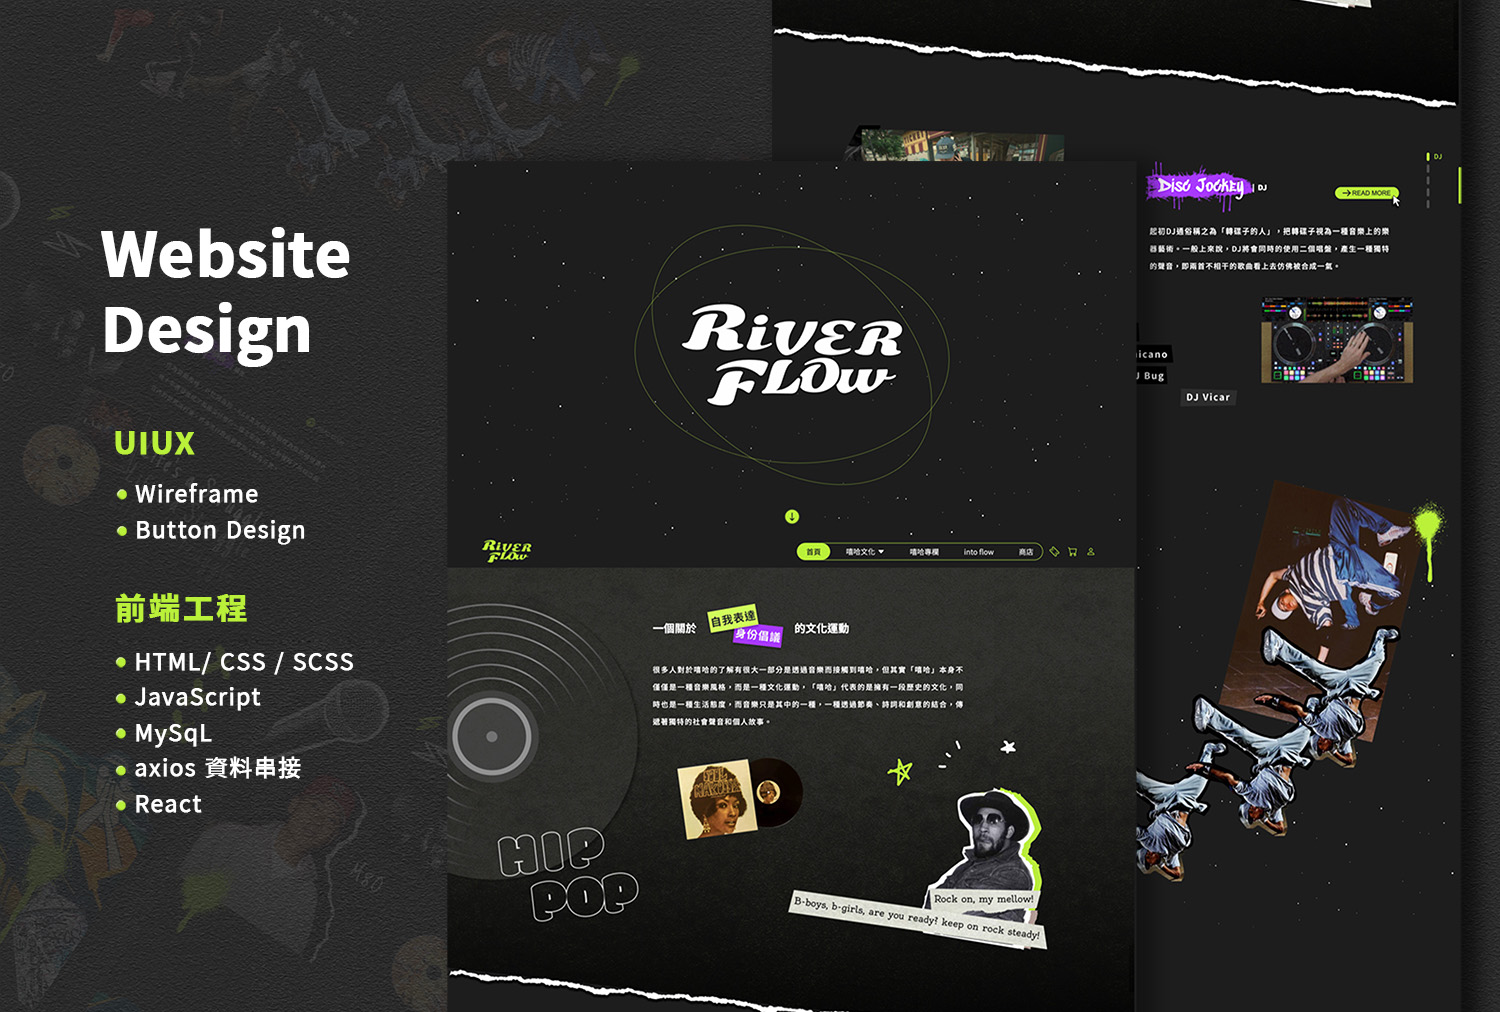 Website
Design
UIUX
Wireframe
Button Design
前端工程
HTML/ CSS / SCSS
JavaScript
MySqL
axios 資料串接
React
RiVER
FLOW
RiVER
FLOW
首頁
嘻哈文化
嘻哈專欄
into flow
商店
一個關於
自我表達
身份倡議
的文化運動
很多人對於嘻哈的了解有很大一部分是透過音樂而接觸到嘻哈，但其實「嘻哈」本身不
僅僅是一種音樂風格，而是一種文化運動，「嘻哈」代表的是擁有一段歷史的文化，同
時也是一種生活態度，而音樂只是其中的一種，一種透過節奏、詩詞和創意的結合，傳
遞著獨特的社會聲音和個人故事。
HIP
POP
Rock on, my mellow!
B-boys, b-girls, are you ready? keep on rock steady!
Disc Jockey
| DJ
READ MORE
DJ
起初DJ通俗稱之為「轉碟子的人」，把轉碟子視為一種音樂上的樂
器藝術。一般上來說，DJ將會同時的使用二個唱盤，產生一種獨特
的聲音，即兩首不相干的歌曲看上去仿佛被合成一氣。
icano
J Bug
DJ Vicar